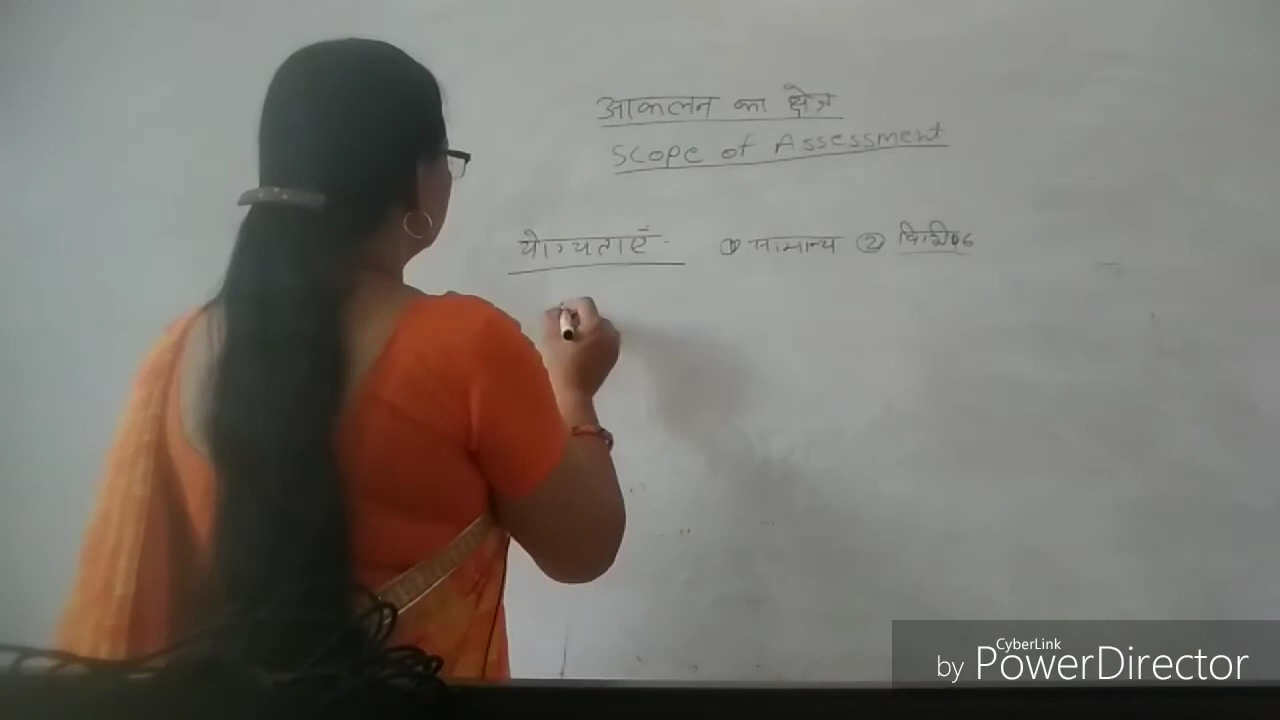 आकलन का क्षेत्र
Scope of Assessment
योग्यताएँ - ① सामान्य ②
CyberLink
by PowerDirector